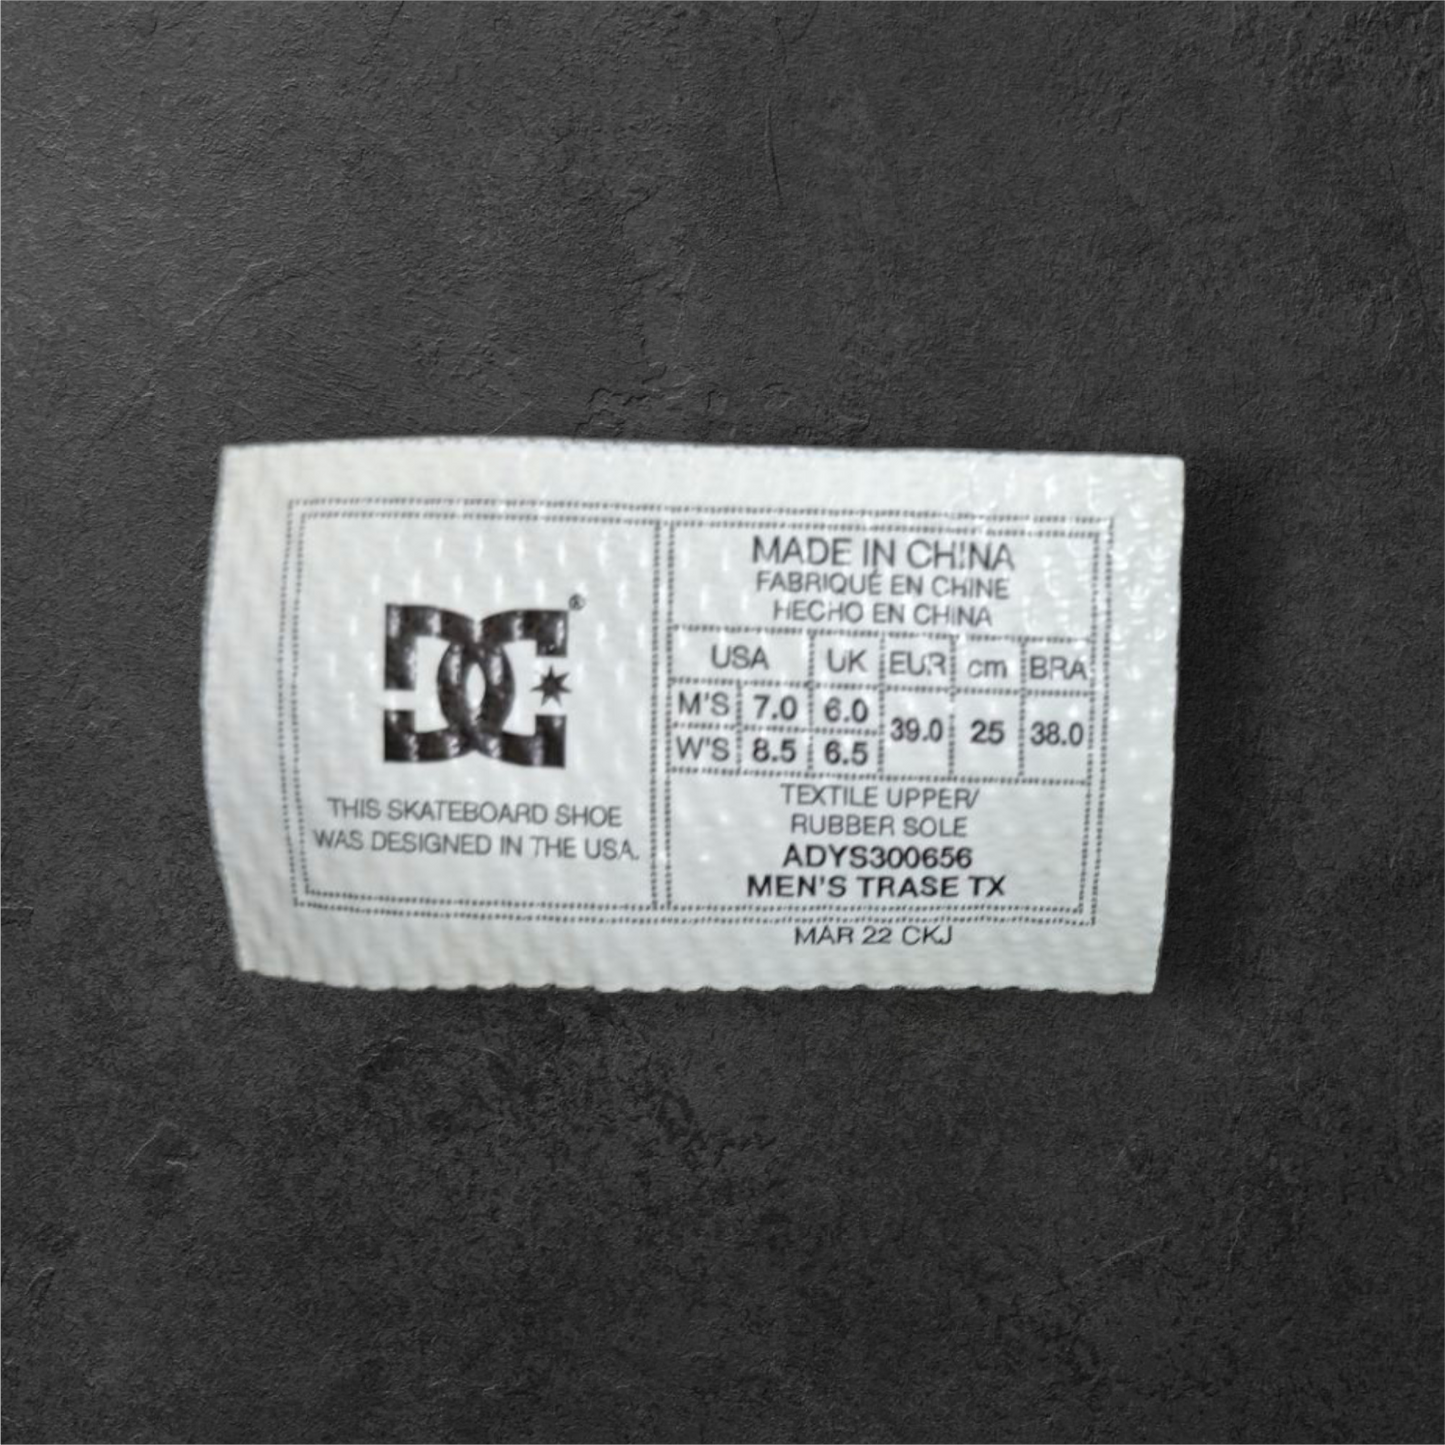 DC®
THIS SKATEBOARD SHOE
WAS DESIGNED IN THE USA.
MADE IN CHINA
FABRIQUÉ EN CHINE
HECHO EN CHINA
USA UK EUR cm BRA
M'S 7.0 6.0 39.0 25 38.0
W'S 8.5 6.5
TEXTILE UPPER/
RUBBER SOLE
ADYS300656
MEN'S TRASE TX
MAR 22 CKJ